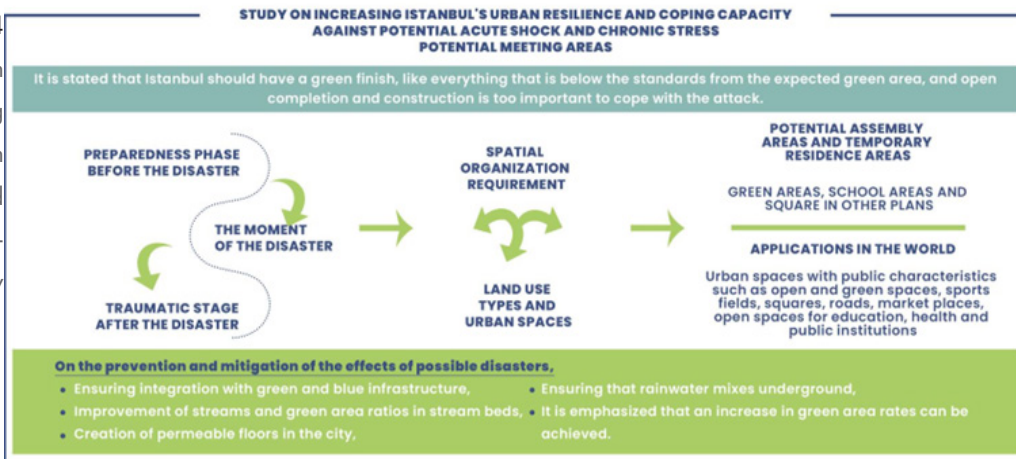 STUDY ON INCREASING ISTANBUL'S URBAN RESILIENCE AND COPING CAPACITY
AGAINST POTENTIAL ACUTE SHOCK AND CHRONIC STRESS
POTENTIAL MEETING AREAS
It is stated that Istanbul should have a green finish, like everything that is below the standards from the expected green area, and open
completion and construction is too important to cope with the attack.
PREPAREDNESS PHASE
BEFORE THE DISASTER
THE MOMENT
OF THE DISASTER
TRAUMATIC STAGE
AFTER THE DISASTER
SPATIAL
ORGANIZATION
REQUIREMENT
LAND USE
TYPES AND
URBAN SPACES
POTENTIAL ASSEMBLY
AREAS AND TEMPORARY
RESIDENCE AREAS
GREEN AREAS, SCHOOL AREAS AND
SQUARE IN OTHER PLANS
APPLICATIONS IN THE WORLD
Urban spaces with public characteristics
such as open and green spaces, sports
fields, squares, roads, market places,
open spaces for education, health and
public institutions
On the prevention and mitigation of the effects of possible disasters,
• Ensuring integration with green and blue infrastructure,
• Improvement of streams and green area ratios in stream beds,
• Creation of permeable floors in the city,
• Ensuring that rainwater mixes underground,
• It is emphasized that an increase in green area rates can be
achieved.